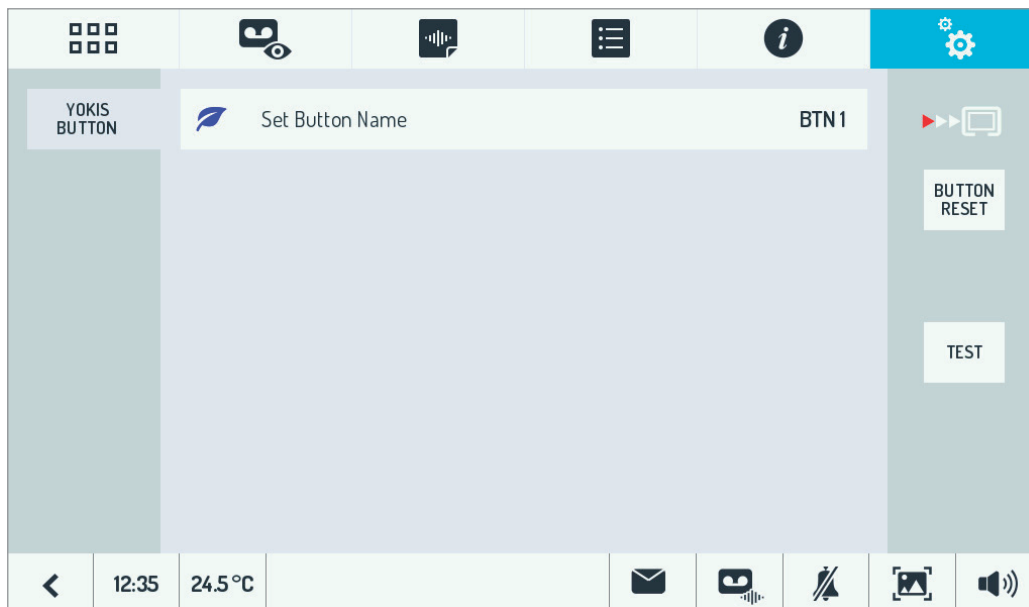 YOKIS
BUTTON
Set Button Name
BTN 1
BUTTON
RESET
TEST
12:35
24.5 °C